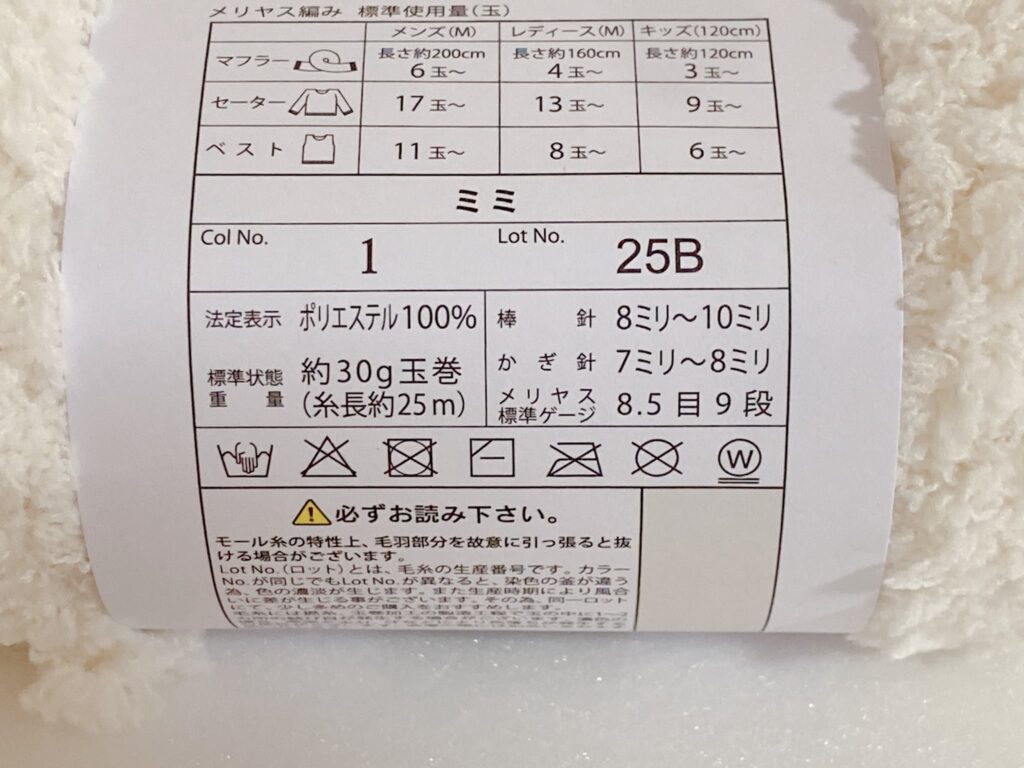 メリヤス編み 標準使用量(玉)
メンズ(M) レディース(M) キッズ(120cm)
マフラー 長さ約200cm 6玉～ 長さ約160cm 4玉～ 長さ約120cm 3玉～
セーター 17玉～ 13玉～ 9玉～
ベスト 11玉～ 8玉～ 6玉～
ミミ
Col No. 1 Lot No. 25B
法定表示 ポリエステル100%
標準状態重量 約30g玉巻
(糸長約25m)
棒針 8ミリ～10ミリ
かぎ針 7ミリ～8ミリ
メリヤス標準ゲージ 8.5目9段
W
必ずお読み下さい。
モール糸の特性上、毛羽部分を故意に引っ張ると抜
ける場合がございます。
Lot No.(ロット)とは、毛糸の生産番号です。カラー
No.が同じでもLot No.が異なると、染色の釜が違う
為、色の濃淡が生じます。また生産時期により風合
いに差が生じる事がございます。その為、同一ロット
にて、少し多めのご購入をおすすめします。